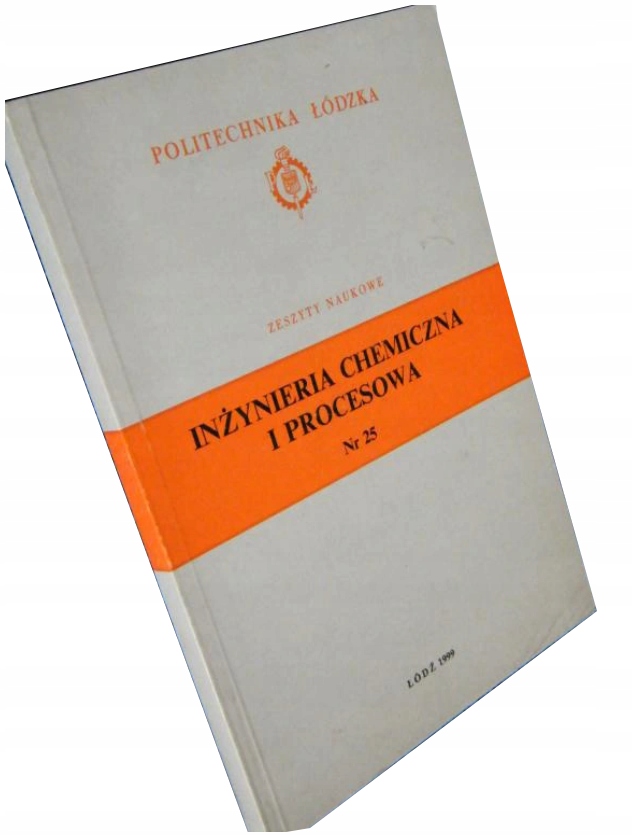 POLITECHNIKA ŁÓDZKA
ZESZYTY NAUKOWE
INŻYNIERIA CHEMICZNA
I PROCESOWA
Nr 25
ŁÓDŹ 1999